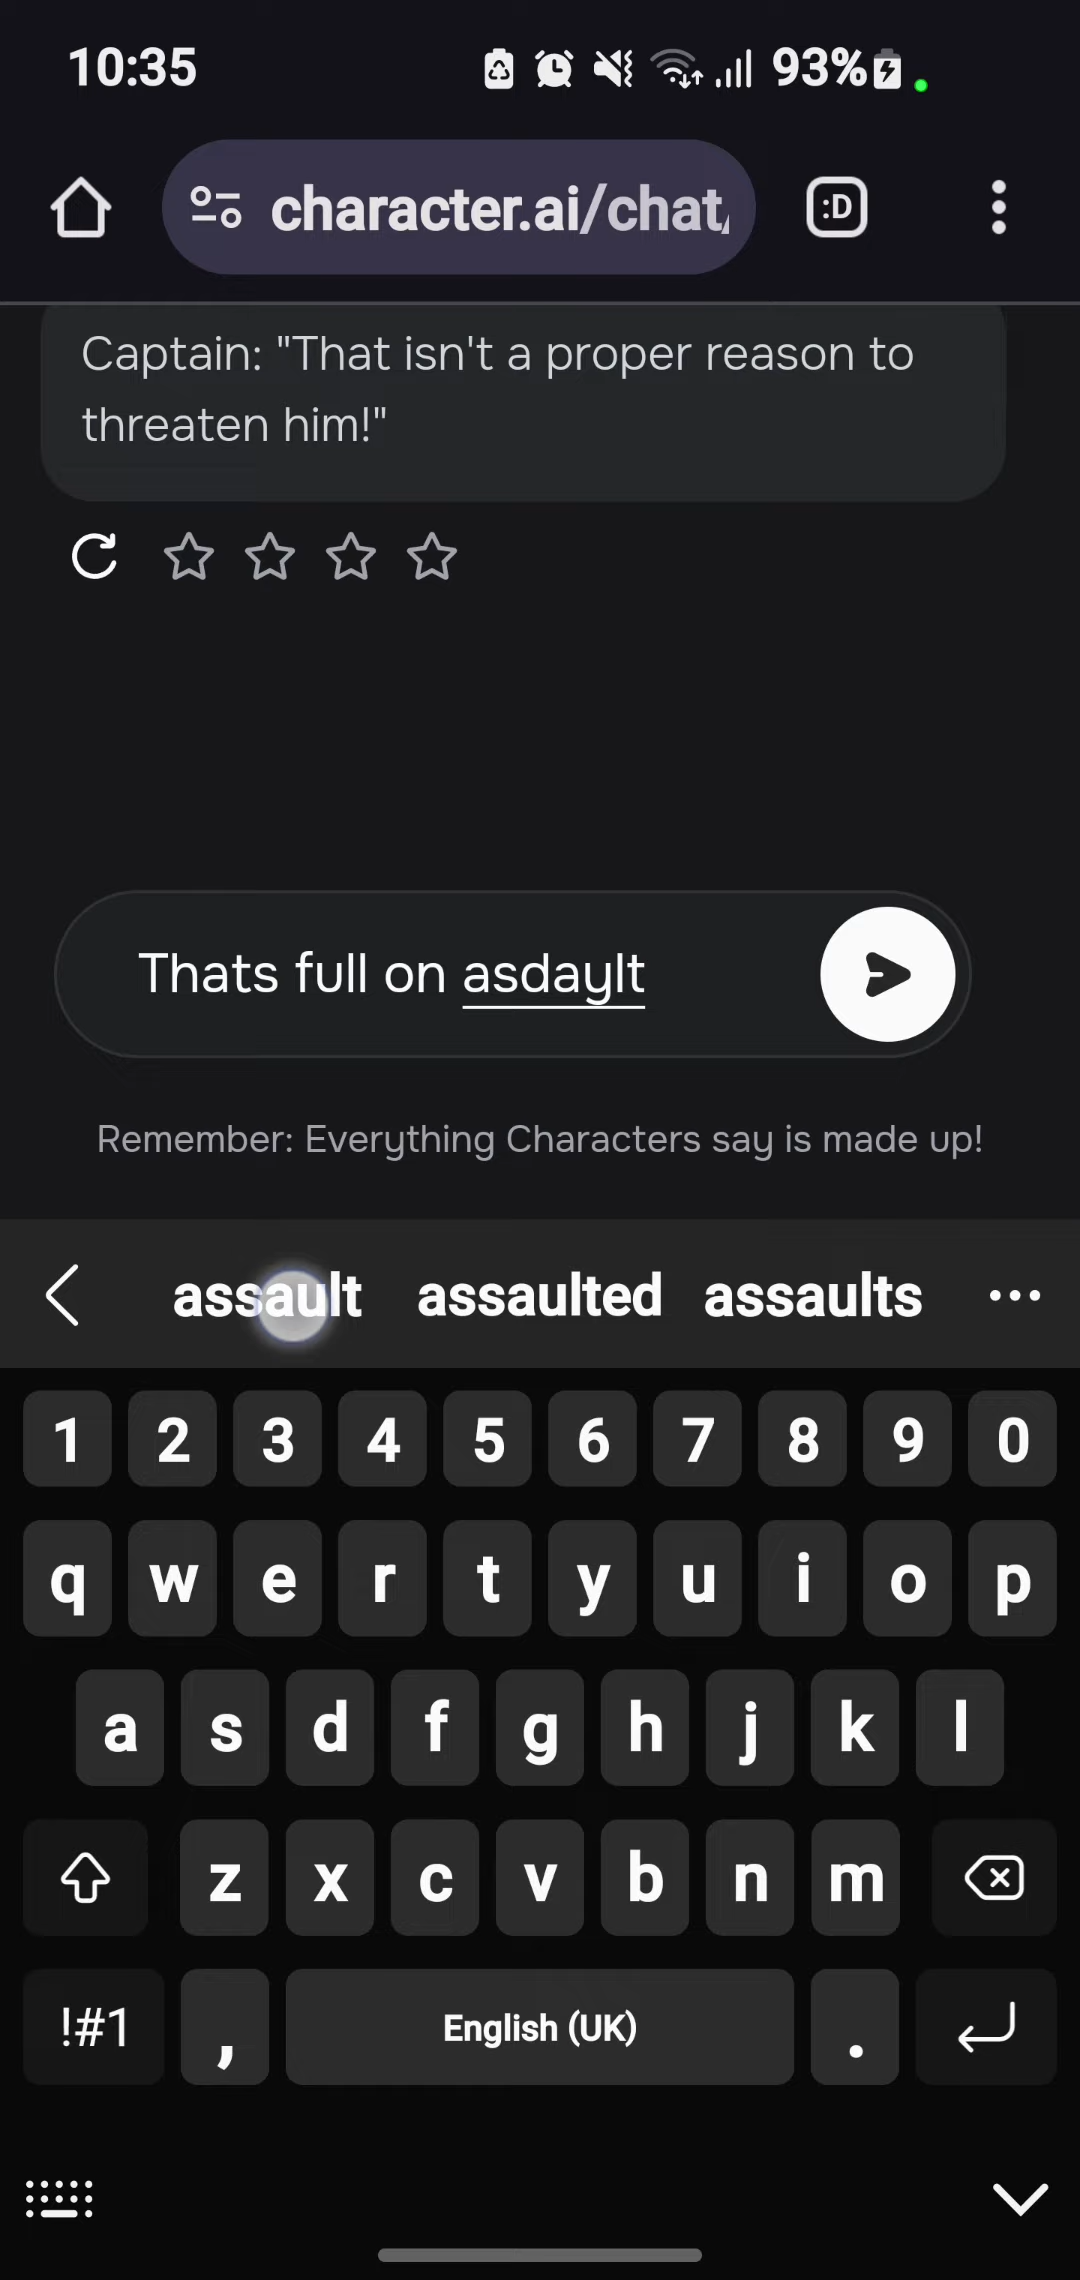 10:35
93%
character.ai/chat/
:D
Captain: "That isn't a proper reason to
threaten him!"
Thats full on asdaylt
Remember: Everything Characters say is made up!
assault assaulted assaults
1 2 3 4 5 6 7 8 9 0
q w e r t y u i o p
a s d f g h j k l
z x c v b n m
!#1 , English (UK) .